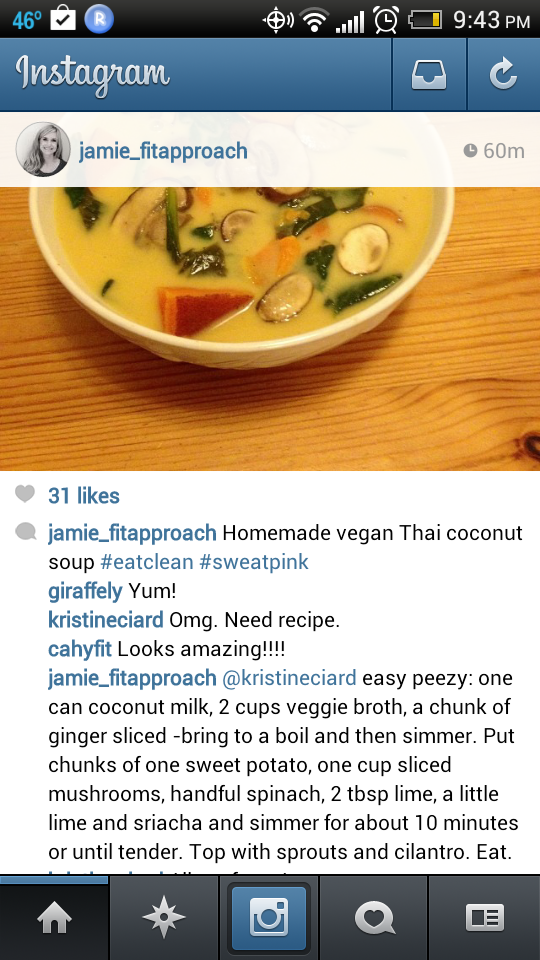 46° R 9:43 PM
Instagram
jamie_fitapproach 60m
31 likes
jamie_fitapproach Homemade vegan Thai coconut
soup #eatclean #sweatpink
giraffely Yum!
kristineciard Omg. Need recipe.
cahyfit Looks amazing!!!!
jamie_fitapproach @kristineciard easy peezy: one
can coconut milk, 2 cups veggie broth, a chunk of
ginger sliced -bring to a boil and then simmer. Put
chunks of one sweet potato, one cup sliced
mushrooms, handful spinach, 2 tbsp lime, a little
lime and sriacha and simmer for about 10 minutes
or until tender. Top with sprouts and cilantro. Eat.